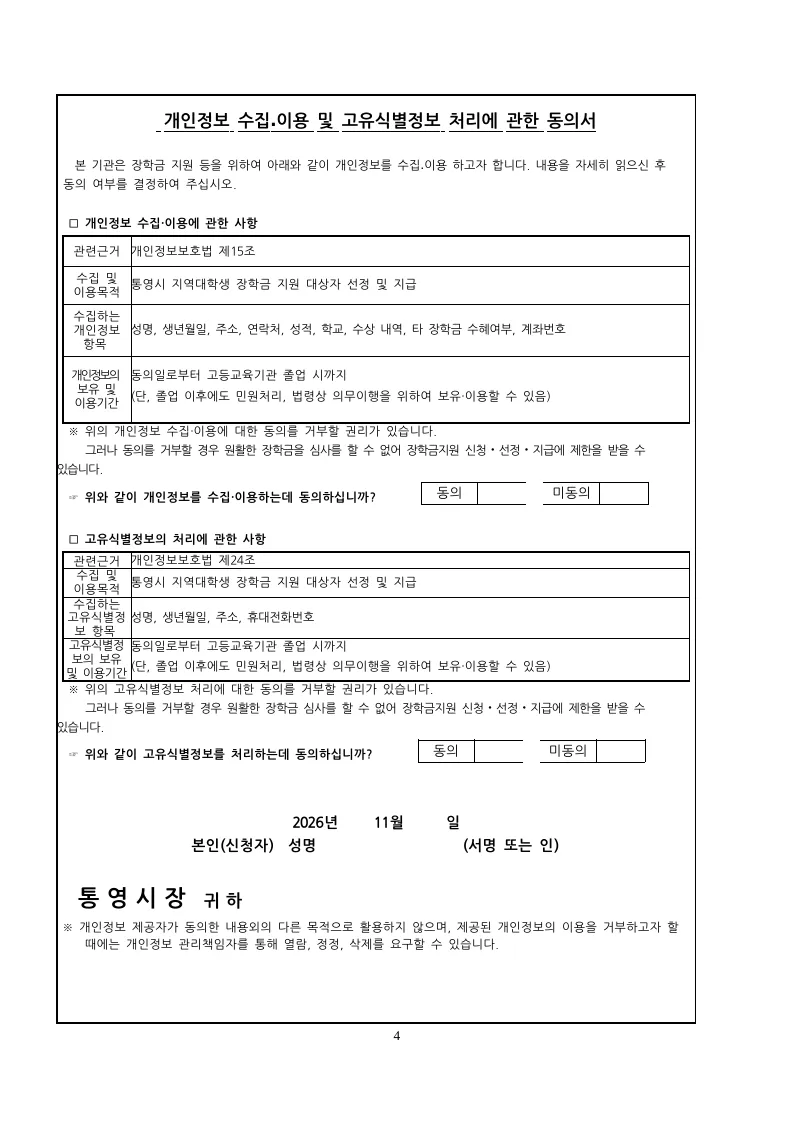 개인정보 수집·이용 및 고유식별정보 처리에 관한 동의서
본 기관은 장학금 지원 등을 위하여 아래와 같이 개인정보를 수집·이용 하고자 합니다. 내용을 자세히 읽으신 후
동의 여부를 결정하여 주십시오.
□ 개인정보 수집·이용에 관한 사항
관련근거 개인정보보호법 제15조
수집 및
이용목적
통영시 지역대학생 장학금 지원 대상자 선정 및 지급
수집하는
개인정보
항목
성명, 생년월일, 주소, 연락처, 성적, 학교, 수상 내역, 타 장학금 수혜여부, 계좌번호
개인정보의
보유 및
이용기간
동의일로부터 고등교육기관 졸업 시까지
(단, 졸업 이후에도 민원처리, 법령상 의무이행을 위하여 보유·이용할 수 있음)
※ 위의 개인정보 수집·이용에 대한 동의를 거부할 권리가 있습니다.
그러나 동의를 거부할 경우 원활한 장학금을 심사를 할 수 없어 장학금지원 신청・선정・지급에 제한을 받을 수
있습니다.
☞ 위와 같이 개인정보를 수집·이용하는데 동의하십니까? 동의 미동의
□ 고유식별정보의 처리에 관한 사항
관련근거 개인정보보호법 제24조
수집 및
이용목적
통영시 지역대학생 장학금 지원 대상자 선정 및 지급
수집하는
고유식별정
보 항목
성명, 생년월일, 주소, 휴대전화번호
고유식별정
보의 보유
및 이용기간
동의일로부터 고등교육기관 졸업 시까지
(단, 졸업 이후에도 민원처리, 법령상 의무이행을 위하여 보유·이용할 수 있음)
※ 위의 고유식별정보 처리에 대한 동의를 거부할 권리가 있습니다.
그러나 동의를 거부할 경우 원활한 장학금 심사를 할 수 없어 장학금지원 신청・선정・지급에 제한을 받을 수
있습니다.
☞ 위와 같이 고유식별정보를 처리하는데 동의하십니까? 동의 미동의
2026년 11월 일
본인(신청자) 성명 (서명 또는 인)
통영시장 귀하
※ 개인정보 제공자가 동의한 내용외의 다른 목적으로 활용하지 않으며, 제공된 개인정보의 이용을 거부하고자 할
때에는 개인정보 관리책임자를 통해 열람, 정정, 삭제를 요구할 수 있습니다.
4